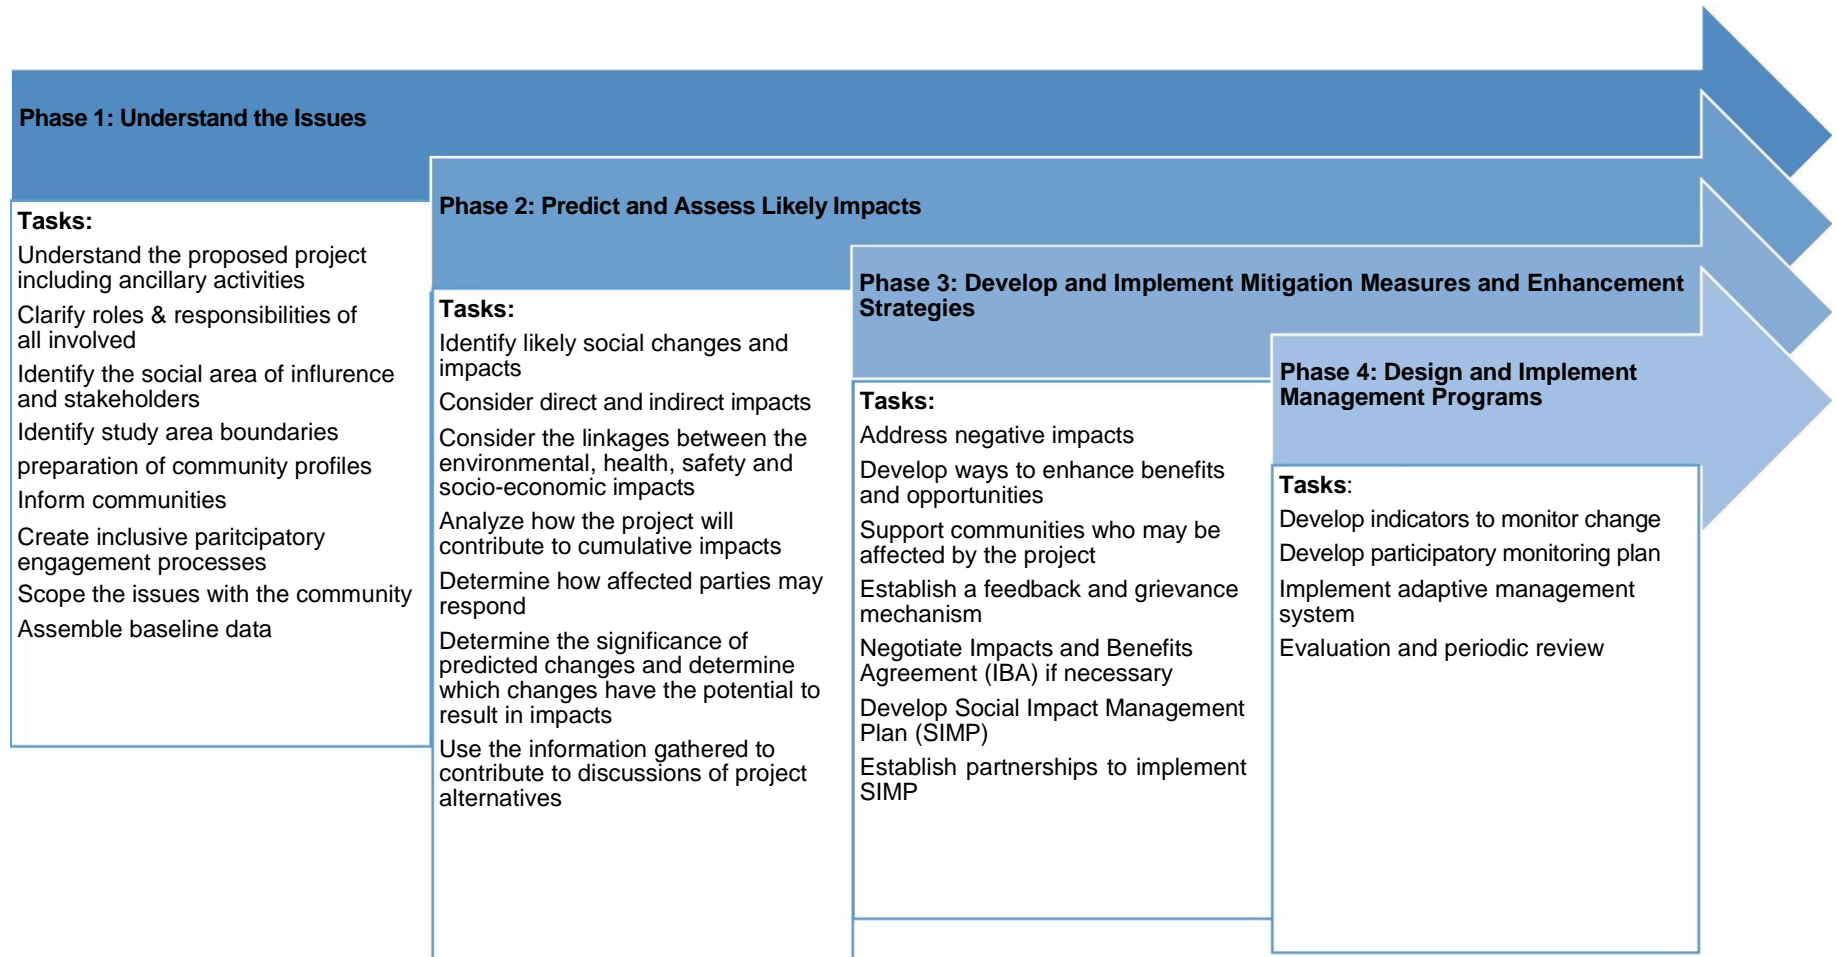 Phase 1: Understand the Issues
Tasks:
Understand the proposed project
including ancillary activities
Clarify roles & responsibilities of
all involved
Identify the social area of influrence
and stakeholders
Identify study area boundaries
preparation of community profiles
Inform communities
Create inclusive paritcipatory
engagement processes
Scope the issues with the community
Assemble baseline data
Phase 2: Predict and Assess Likely Impacts
Tasks:
Identify likely social changes and
impacts
Consider direct and indirect impacts
Consider the linkages between the
environmental, health, safety and
socio-economic impacts
Analyze how the project will
contribute to cumulative impacts
Determine how affected parties may
respond
Determine the significance of
predicted changes and determine
which changes have the potential to
result in impacts
Use the information gathered to
contribute to discussions of project
alternatives
Phase 3: Develop and Implement Mitigation Measures and Enhancement
Strategies
Tasks:
Address negative impacts
Develop ways to enhance benefits
and opportunities
Support communities who may be
affected by the project
Establish a feedback and grievance
mechanism
Negotiate Impacts and Benefits
Agreement (IBA) if necessary
Develop Social Impact Management
Plan (SIMP)
Establish partnerships to implement
SIMP
Phase 4: Design and Implement
Management Programs
Tasks:
Develop indicators to monitor change
Develop participatory monitoring plan
Implement adaptive management
system
Evaluation and periodic review